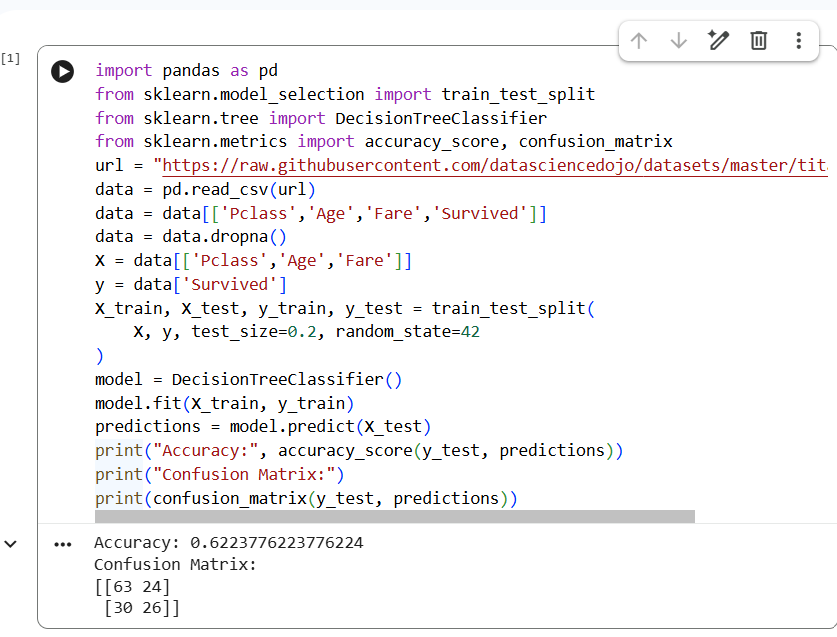 [1]
import pandas as pd
from sklearn.model_selection import train_test_split
from sklearn.tree import DecisionTreeClassifier
from sklearn.metrics import accuracy_score, confusion_matrix
url = "https://raw.githubusercontent.com/datasciencedojo/datasets/master/tit
data = pd.read_csv(url)
data = data[['Pclass','Age','Fare','Survived']]
data = data.dropna()
X = data[['Pclass','Age','Fare']]
y = data['Survived']
X_train, X_test, y_train, y_test = train_test_split(
    X, y, test_size=0.2, random_state=42
)
model = DecisionTreeClassifier()
model.fit(X_train, y_train)
predictions = model.predict(X_test)
print("Accuracy:", accuracy_score(y_test, predictions))
print("Confusion Matrix:")
print(confusion_matrix(y_test, predictions))
Accuracy: 0.6223776223776224
Confusion Matrix:
[[63 24]
 [30 26]]